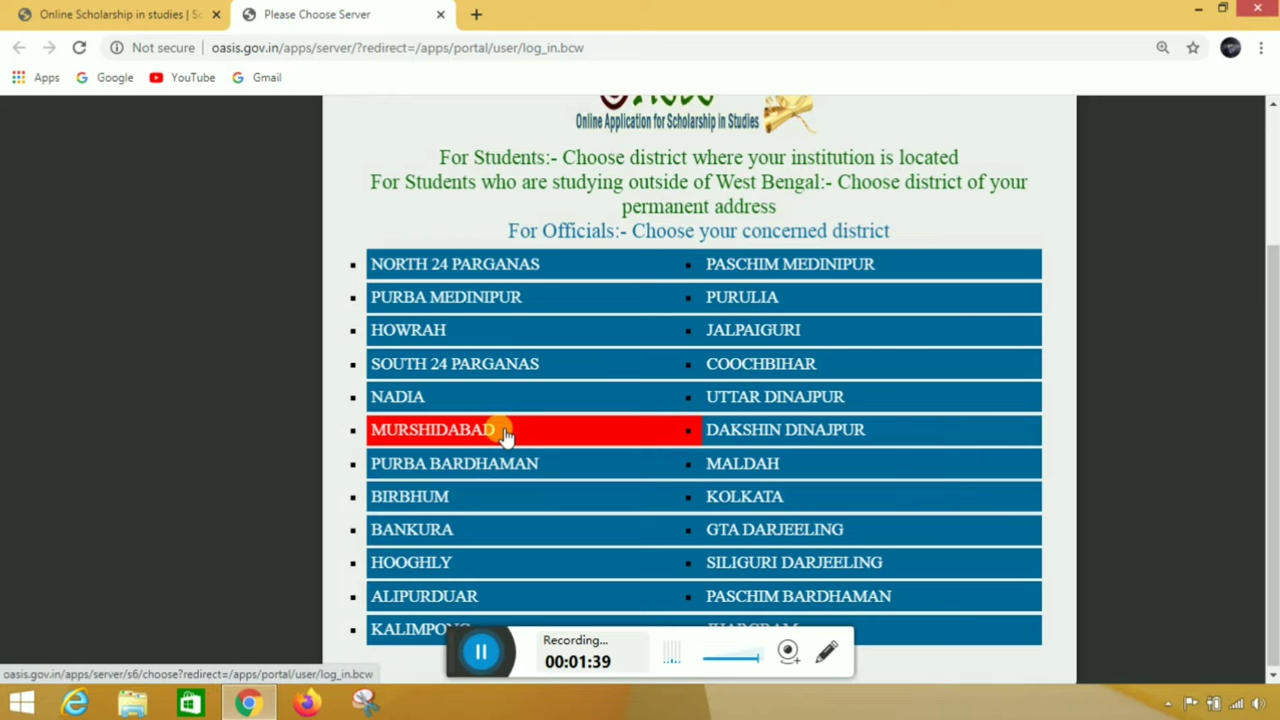 Online Scholarship in studies | Sc
Please Choose Server
Not secure
oasis.gov.in/apps/server/?redirect=/apps/portal/user/log_in.bcw
Apps
Google
YouTube
Gmail
Online Application for Scholarship in Studies
For Students:- Choose district where your institution is located
For Students who are studying outside of West Bengal:- Choose district of your
permanent address
For Officials:- Choose your concerned district
NORTH 24 PARGANAS
PASCHIM MEDINIPUR
PURBA MEDINIPUR
PURULIA
HOWRAH
JALPAIGURI
SOUTH 24 PARGANAS
COOCHBIHAR
NADIA
UTTAR DINAJPUR
MURSHIDABAD
DAKSHIN DINAJPUR
PURBA BARDHAMAN
MALDAH
BIRBHUM
KOLKATA
BANKURA
GTA DARJEELING
HOOGHLY
SILIGURI DARJEELING
ALIPURDUAR
PASCHIM BARDHAMAN
Recording...
00:01:39
oasis.gov.in/apps/server/s6/choose?redirect=/apps/portal/user/log_in.bcw